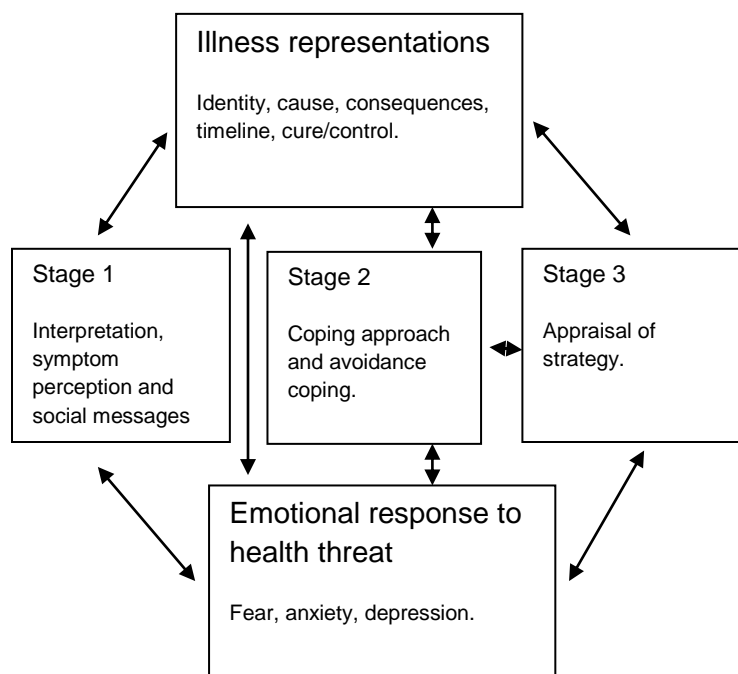 Illness representations
Identity, cause, consequences,
timeline, cure/control.
Stage 1
Interpretation,
symptom
perception and
social messages
Stage 2
Coping approach
and avoidance
coping.
Stage 3
Appraisal of
strategy.
Emotional response to
health threat
Fear, anxiety, depression.